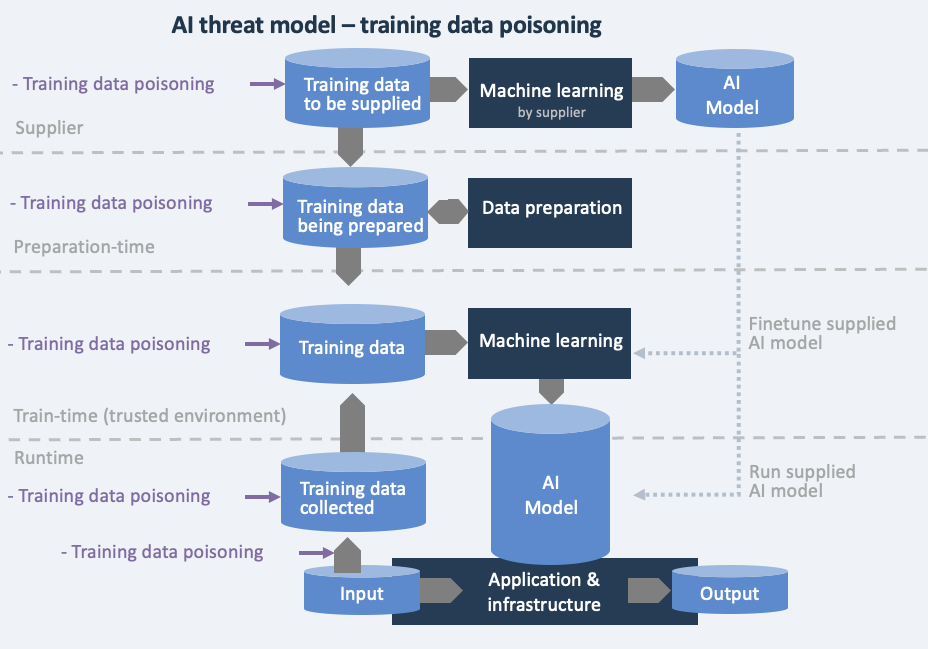 AI threat model – training data poisoning
- Training data poisoning
Training data
to be supplied
Machine learning
by supplier
AI
Model
Supplier
- Training data poisoning
Training data
being prepared
Data preparation
Preparation-time
- Training data poisoning
Training data
Machine learning
Finetune supplied
AI model
Train-time (trusted environment)
Runtime
- Training data poisoning
Training data
collected
AI
Model
Run supplied
AI model
- Training data poisoning
Input
Application &
infrastructure
Output